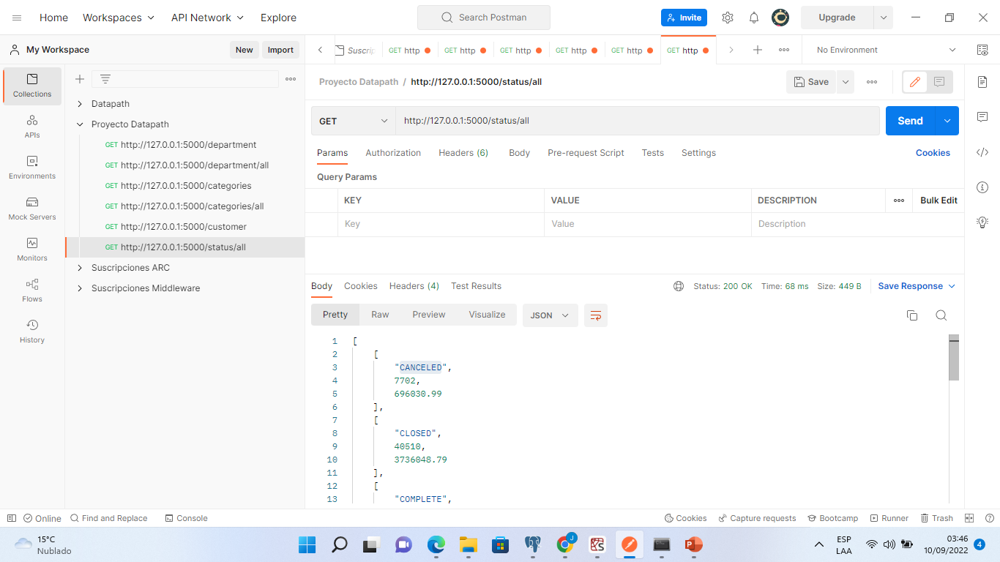 Home Workspaces API Network Explore Search Postman Invite Upgrade
My Workspace New Import
Suscrip GET http GET http GET http GET http GET http GET http No Environment
Collections
APIs
Environments
Mock Servers
Monitors
Flows
History
Datapath
Proyecto Datapath
GET http://127.0.0.1:5000/department
GET http://127.0.0.1:5000/department/all
GET http://127.0.0.1:5000/categories
GET http://127.0.0.1:5000/categories/all
GET http://127.0.0.1:5000/customer
GET http://127.0.0.1:5000/status/all
Suscripciones ARC
Suscripciones Middleware
Proyecto Datapath / http://127.0.0.1:5000/status/all Save
GET http://127.0.0.1:5000/status/all Send
Params Authorization Headers (6) Body Pre-request Script Tests Settings Cookies
Query Params
KEY VALUE DESCRIPTION Bulk Edit
Key Value Description
Body Cookies Headers (4) Test Results Status: 200 OK Time: 68 ms Size: 449 B Save Response
Pretty Raw Preview Visualize JSON
1 [
2 [
3 "CANCELED",
4 7702,
5 696030.99
6 ],
7 [
8 "CLOSED",
9 40510,
10 3736048.79
11 ],
12 [
13 "COMPLETE",
Online Find and Replace Console Cookies Capture requests Bootcamp Runner Trash
15°C
Nublado
J
ESP
LAA
03:46
10/09/2022
4